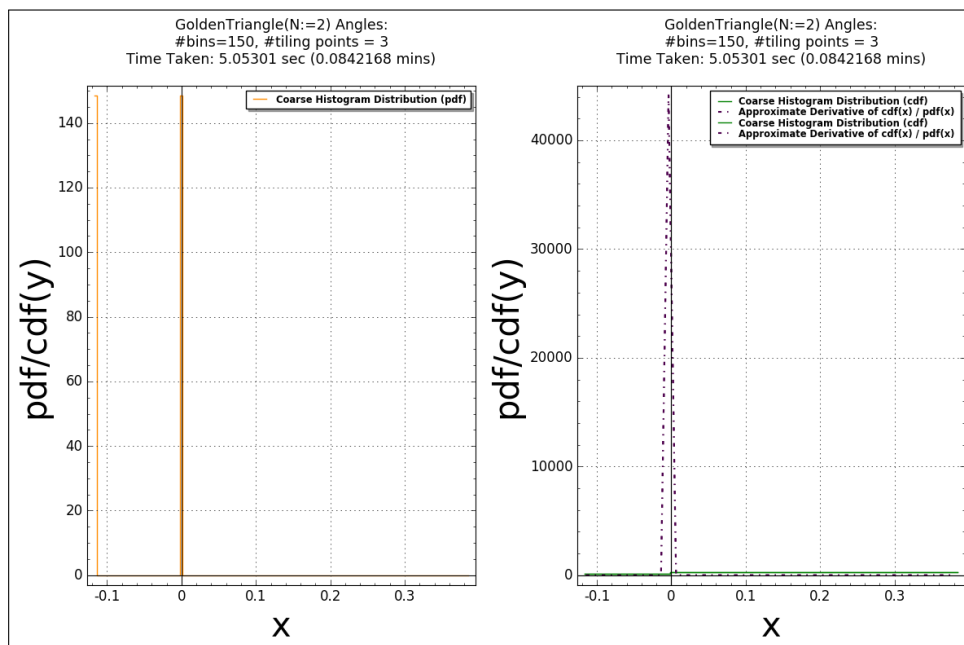 GoldenTriangle(N:=2) Angles:
#bins=150, #tiling points = 3
Time Taken: 5.05301 sec (0.0842168 mins)
Coarse Histogram Distribution (pdf)
140
120
100
80
60
40
20
0
pdf/cdf(y)
-0.1
0
0.1
0.2
0.3
x
GoldenTriangle(N:=2) Angles:
#bins=150, #tiling points = 3
Time Taken: 5.05301 sec (0.0842168 mins)
Coarse Histogram Distribution (cdf)
Approximate Derivative of cdf(x) / pdf(x)
Coarse Histogram Distribution (cdf)
Approximate Derivative of cdf(x) / pdf(x)
40000
30000
20000
10000
0
pdf/cdf(y)
-0.1
0
0.1
0.2
0.3
x